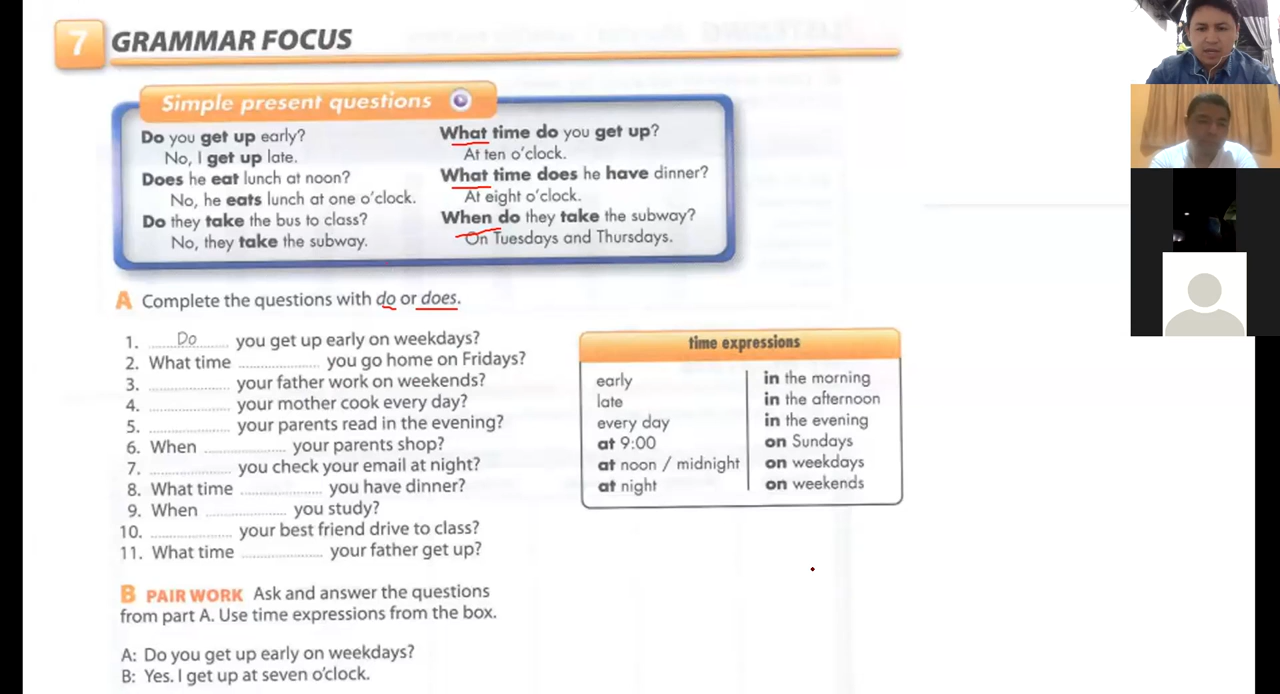 7 GRAMMAR FOCUS
Simple present questions
Do you get up early?
No, I get up late.
Does he eat lunch at noon?
No, he eats lunch at one o'clock.
Do they take the bus to class?
No, they take the subway.
What time do you get up?
At ten o'clock.
What time does he have dinner?
At eight o'clock.
When do they take the subway?
On Tuesdays and Thursdays.
A Complete the questions with do or does.
1. Do you get up early on weekdays?
2. What time ............ you go home on Fridays?
3. ............ your father work on weekends?
4. ............ your mother cook every day?
5. ............ your parents read in the evening?
6. When ............ your parents shop?
7. ............ you check your email at night?
8. What time ............ you have dinner?
9. When ............ you study?
10. ............ your best friend drive to class?
11. What time ............ your father get up?
time expressions
early
late
every day
at 9:00
at noon / midnight
at night
in the morning
in the afternoon
in the evening
on Sundays
on weekdays
on weekends
B PAIR WORK Ask and answer the questions
from part A. Use time expressions from the box.
A: Do you get up early on weekdays?
B: Yes. I get up at seven o'clock.